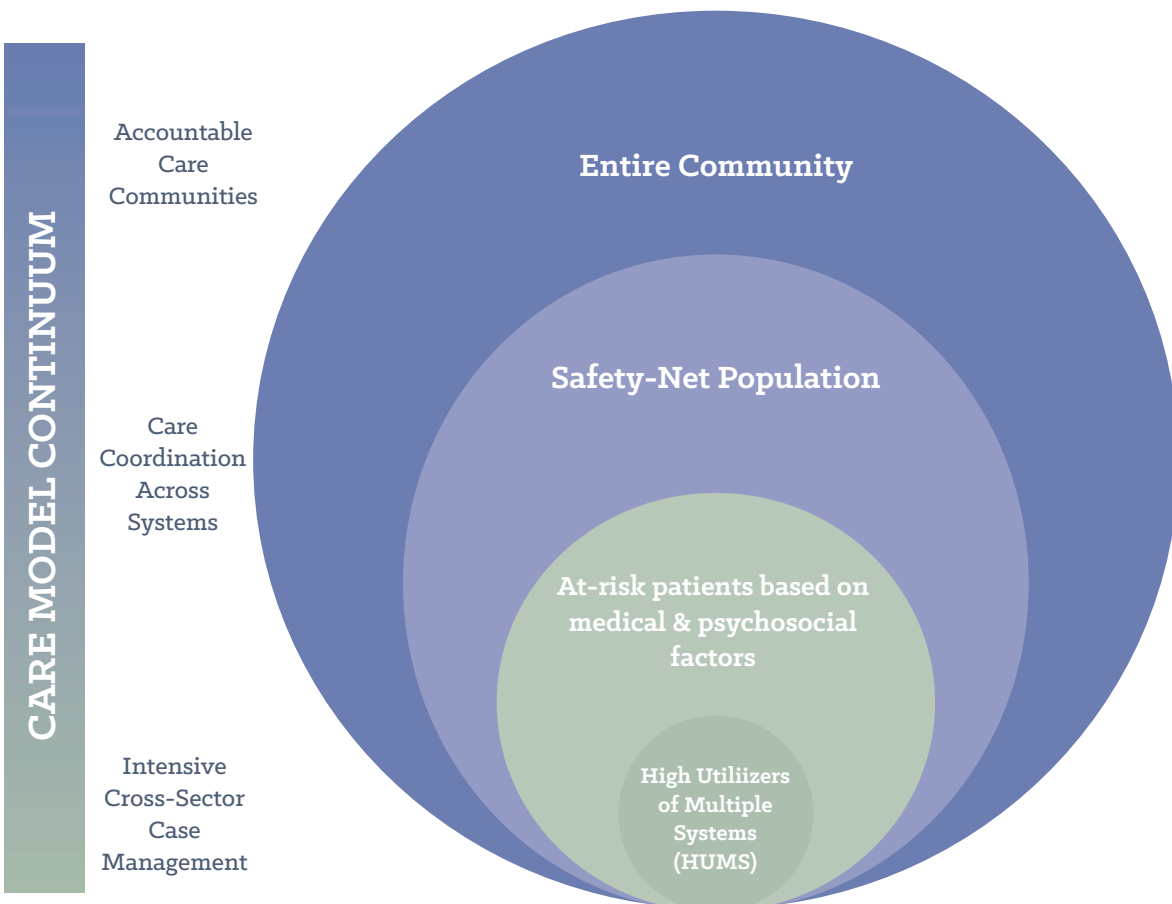 CARE MODEL CONTINUUM
Accountable
Care
Communities
Care
Coordination
Across
Systems
Intensive
Cross-Sector
Case
Management
Entire Community
Safety-Net Population
At-risk patients based on
medical & psychosocial
factors
High Utiliizers
of Multiple
Systems
(HUMS)